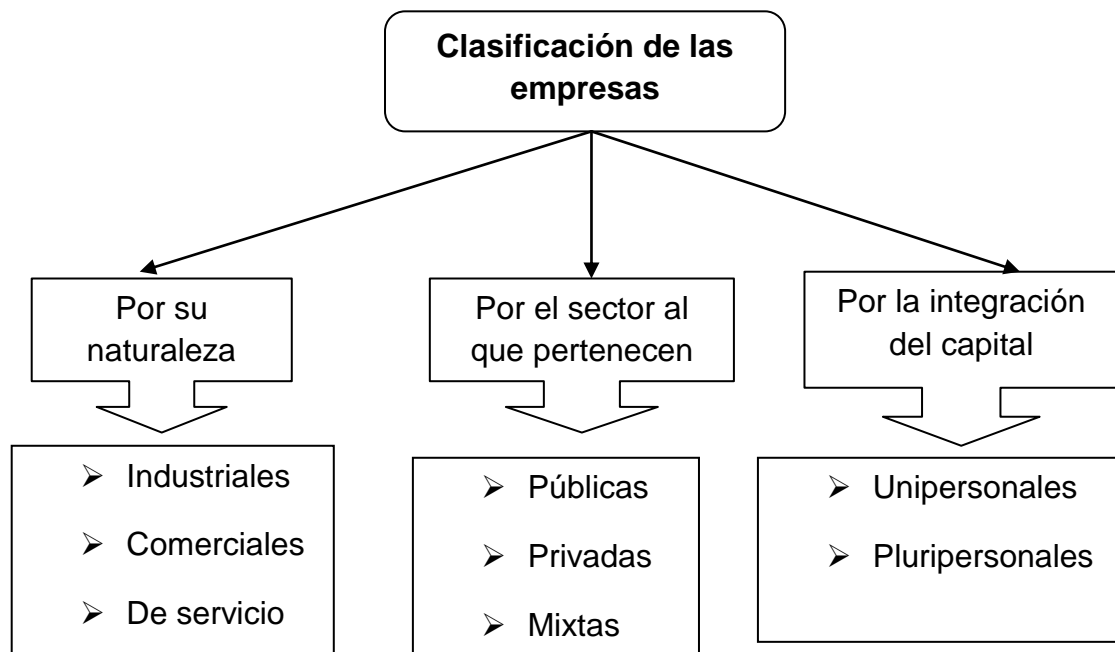 Clasificación de las
empresas
Por su
naturaleza
Por el sector al
que pertenecen
Por la integración
del capital
➢ Industriales
➢ Comerciales
➢ De servicio
➢ Públicas
➢ Privadas
➢ Mixtas
➢ Unipersonales
➢ Pluripersonales